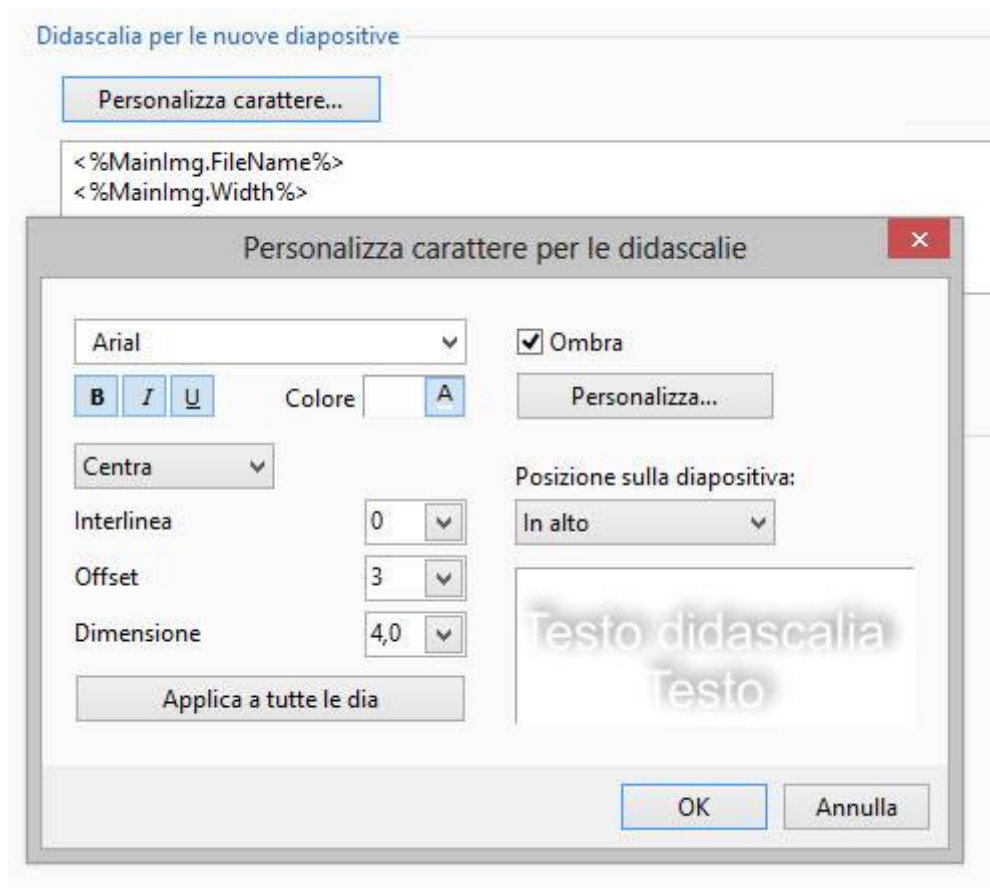 Didascalia per le nuove diapositive
Personalizza carattere...
<%MainImg.FileName%>
<%MainImg.Width%>
Personalizza carattere per le didascalie
Arial
Ombra
B I U Colore A
Personalizza...
Centra
Posizione sulla diapositiva:
Interlinea 0
In alto
Offset 3
Dimensione 4,0
Testo didascalia
Testo
Applica a tutte le dia
OK Annulla